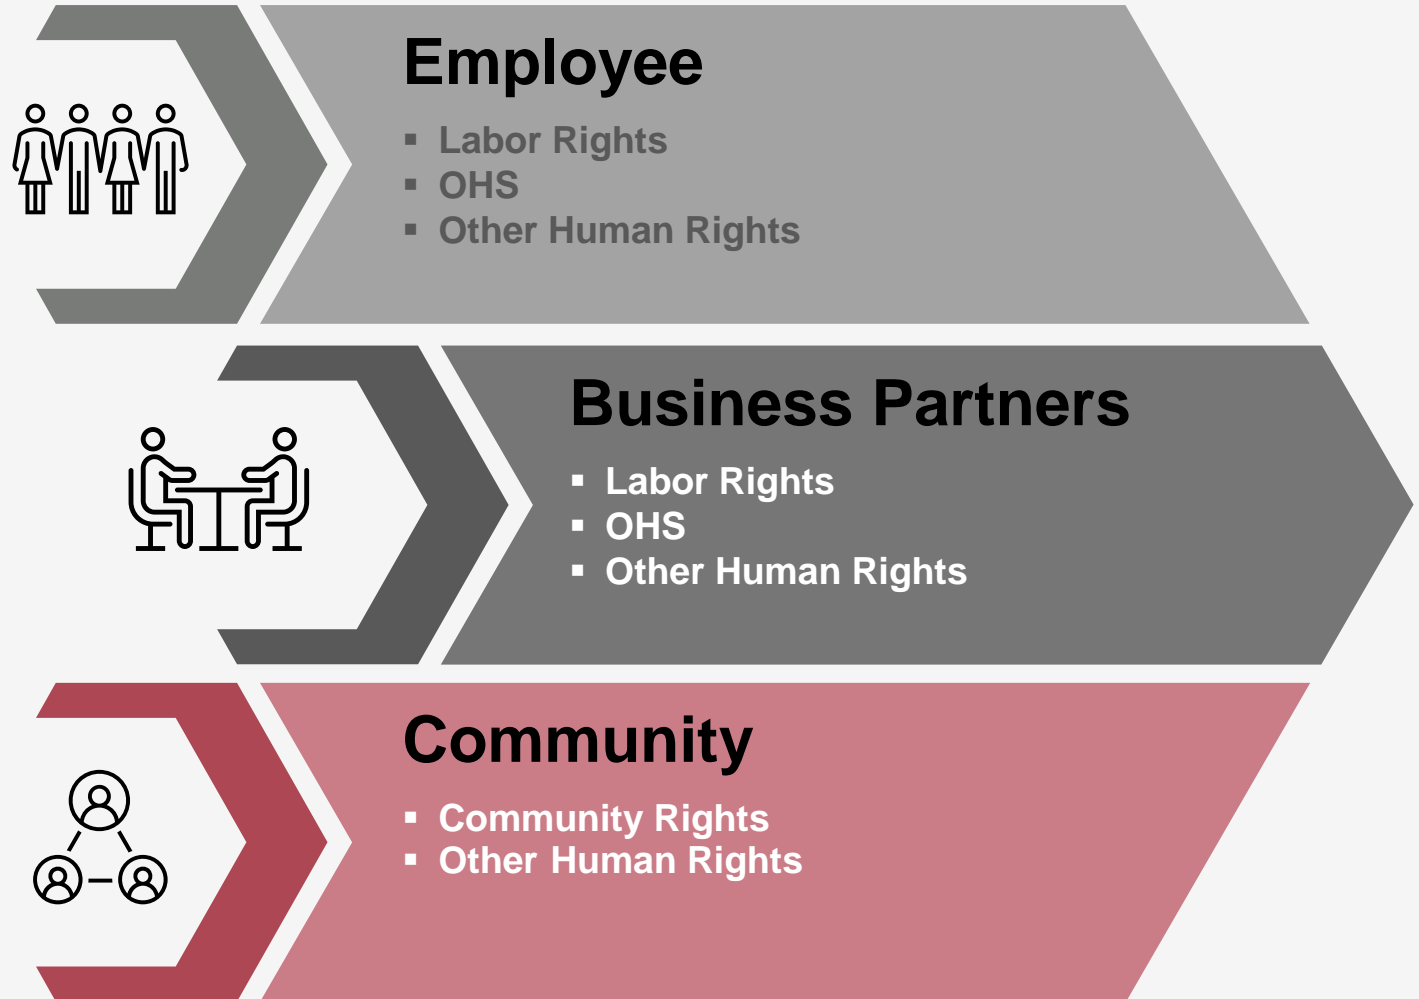 Employee
▪ Labor Rights
▪ OHS
▪ Other Human Rights
Business Partners
▪ Labor Rights
▪ OHS
▪ Other Human Rights
Community
▪ Community Rights
▪ Other Human Rights